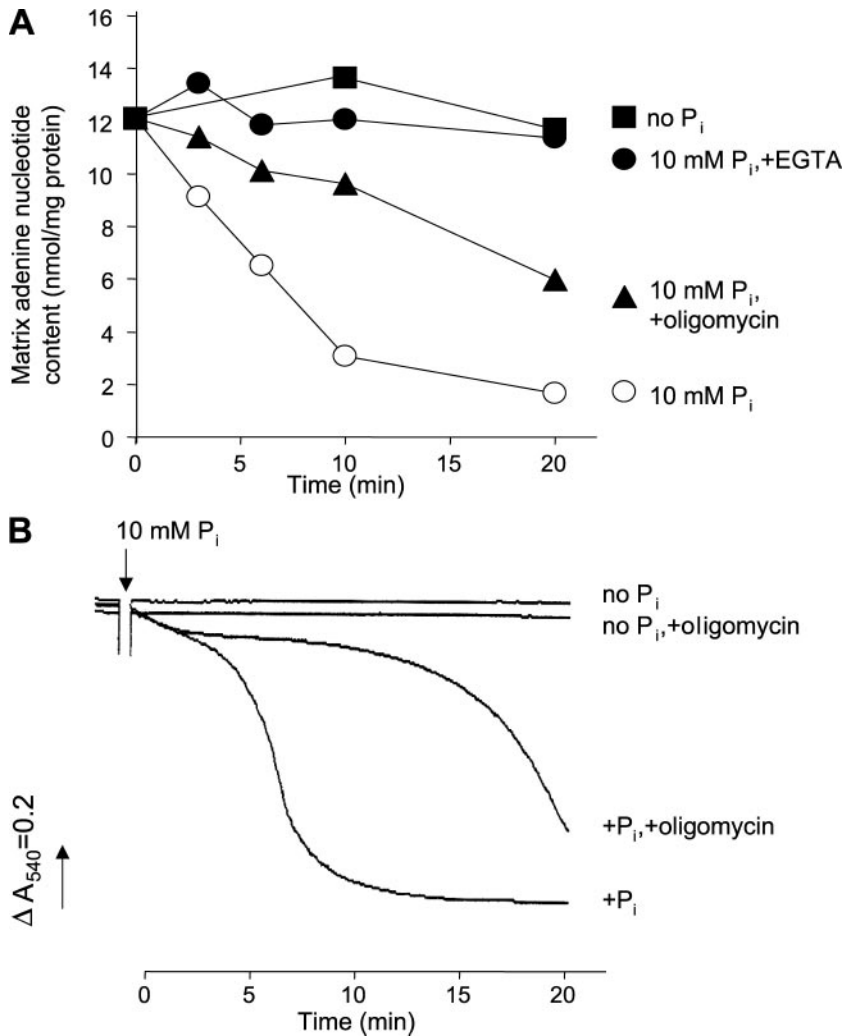 A
16
14
12
10
8
6
4
2
0
Matrix adenine nucleotide
content (nmol/mg protein)
0 5 10 15 20
Time (min)
no Pi
10 mM Pi,+EGTA
10 mM Pi,
+oligomycin
10 mM Pi
B
10 mM Pi
no Pi
no Pi,+oligomycin
+Pi,+oligomycin
+Pi
Δ A540=0.2
0 5 10 15 20
Time (min)